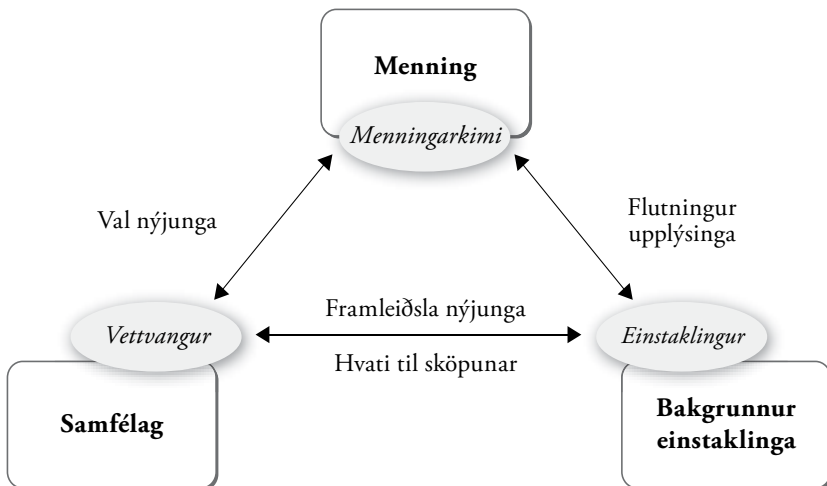 Menning
Menningarkimi
Val nýjunga
Flutningur
upplýsinga
Framleiðsla nýjunga
Vettvangur
Einstaklingur
Hvati til sköpunar
Samfélag
Bakgrunnur
einstaklinga